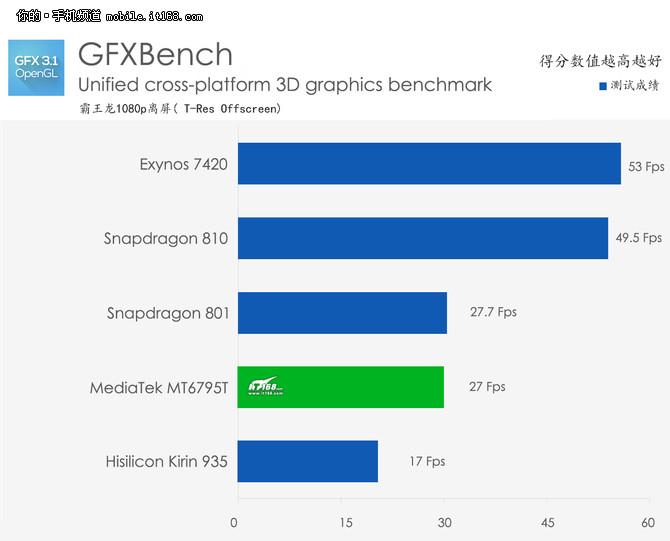 你的·手机频道 mobile.it168.com
GFX 3.1
OpenGL
GFXBench
Unified cross-platform 3D graphics benchmark
霸王龙1080p离屏( T-Res Offscreen)
得分数值越高越好
测试成绩
Exynos 7420
53 Fps
Snapdragon 810
49.5 Fps
Snapdragon 801
27.7 Fps
MediaTek MT6795T
27 Fps
www.it168.com
Hisilicon Kirin 935
17 Fps
0 15 30 45 60